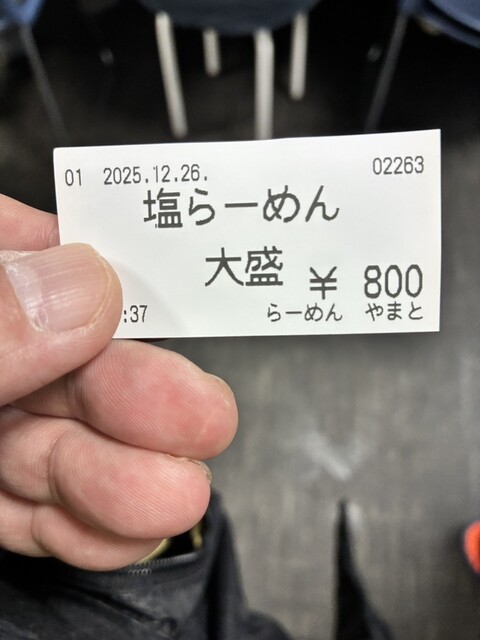 01 2025.12.26. 02263
塩らーめん
大盛
¥ 800
:37 らーめん やまと